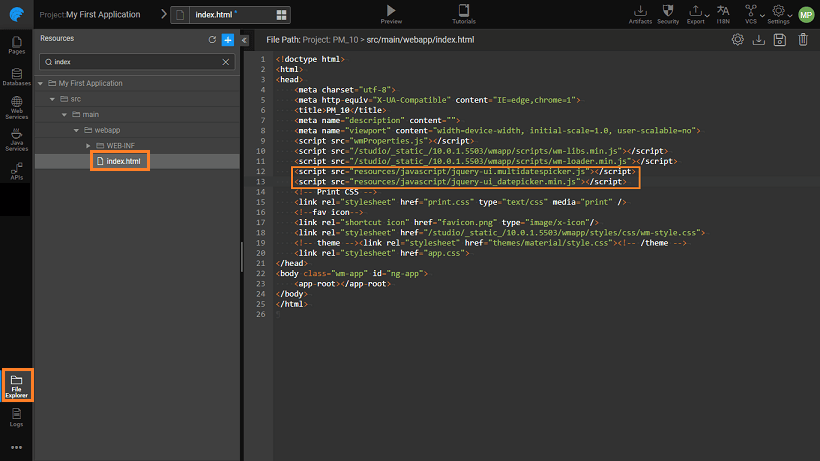 Project:My First Application
index.html *
Preview
Tutorials
Artifacts
Security
Export
I18N
VCS
Settings
MP
Pages
Databases
Web
Services
Java
Services
APIs
File
Explorer
Logs
Resources
index
My First Application
src
main
webapp
WEB-INF
index.html
File Path: Project: PM_10 > src/main/webapp/index.html
1 <!doctype html>
2 <html>
3 <head>
4 <meta charset="utf-8">
5 <meta http-equiv="X-UA-Compatible" content="IE=edge,chrome=1">
6 <title>PM_10</title>
7 <meta name="description" content="">
8 <meta name="viewport" content="width=device-width, initial-scale=1.0, user-scalable=no">
9 <script src="wmProperties.js"></script>
10 <script src="/studio/_static_/10.0.1.5503/wmapp/scripts/wm-libs.min.js"></script>
11 <script src="/studio/_static_/10.0.1.5503/wmapp/scripts/wm-loader.min.js"></script>
12 <script src="resources/javascript/jquery-ui.multidatespicker.js"></script>
13 <script src="resources/javascript/jquery-ui_datepicker.min.js"></script>
14 <!-- Print CSS -->
15 <link rel="stylesheet" href="print.css" type="text/css" media="print" />
16 <!--fav icon-->
17 <link rel="shortcut icon" href="favicon.png" type="image/x-icon"/>
18 <link rel="stylesheet" href="/studio/_static_/10.0.1.5503/wmapp/styles/css/wm-style.css">
19 <!-- theme --><link rel="stylesheet" href="themes/material/style.css"><!-- /theme -->
20 <link rel="stylesheet" href="app.css">
21 </head>
22 <body class="wm-app" id="ng-app">
23 <app-root></app-root>
24 </body>
25 </html>
26